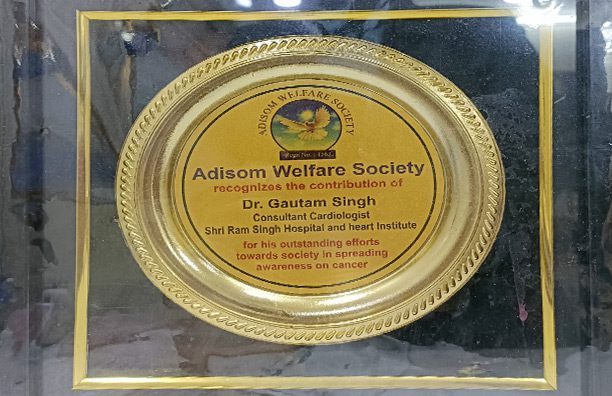 ADISOM WELFARE SOCIETY
Adisom Welfare Society
recognizes the contribution of
Dr. Gautam Singh
Consultant Cardiologist
Shri Ram SIngh Hospital and heart Institute
for his outstanding efforts
towards society in spreading
awareness on cancer